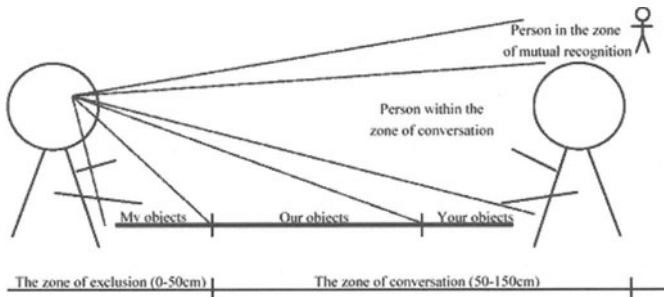 Person in the zone
of mutual recognition
Person within the
zone of conversation
My objects
Our objects
Your objects
The zone of exclusion (0-50cm)
The zone of conversation (50-150cm)